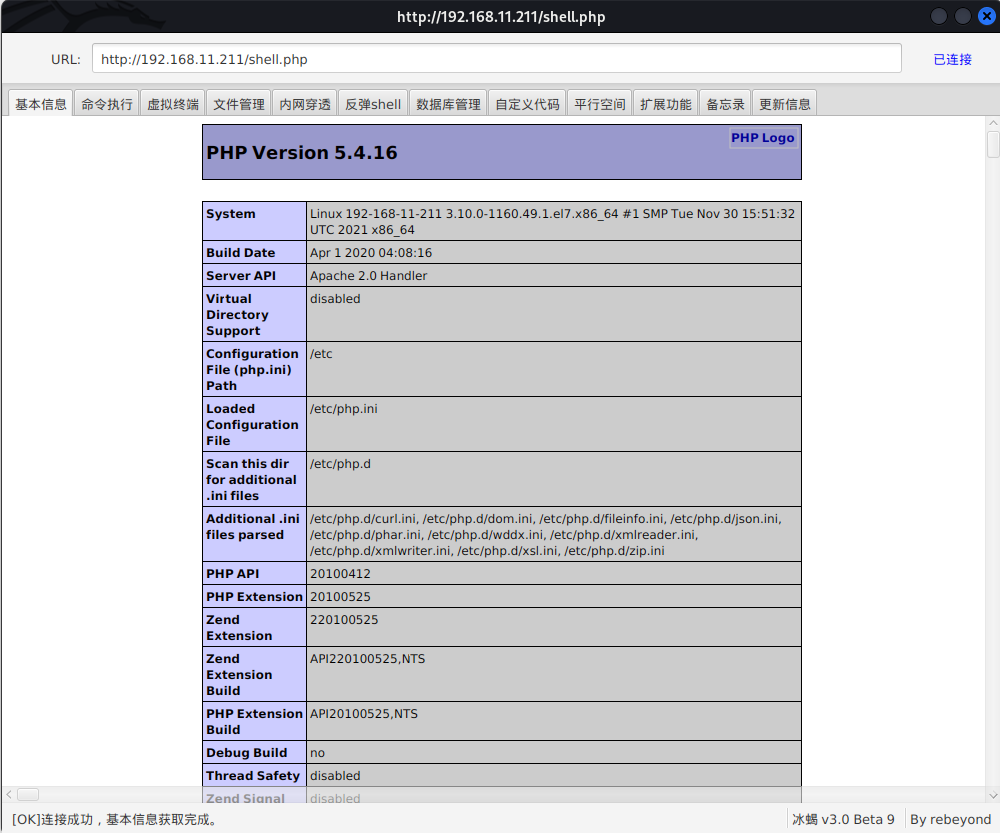 http://192.168.11.211/shell.php
URL: http://192.168.11.211/shell.php 已连接
基本信息 命令执行 虚拟终端 文件管理 内网穿透 反弹shell 数据库管理 自定义代码 平行空间 扩展功能 备忘录 更新信息
PHP Logo
PHP Version 5.4.16
System Linux 192-168-11-211 3.10.0-1160.49.1.el7.x86_64 #1 SMP Tue Nov 30 15:51:32
UTC 2021 x86_64
Build Date Apr 1 2020 04:08:16
Server API Apache 2.0 Handler
Virtual disabled
Directory
Support
Configuration /etc
File (php.ini)
Path
Loaded /etc/php.ini
Configuration
File
Scan this dir /etc/php.d
for additional
.ini files
Additional .ini /etc/php.d/curl.ini, /etc/php.d/dom.ini, /etc/php.d/fileinfo.ini, /etc/php.d/json.ini,
files parsed /etc/php.d/phar.ini, /etc/php.d/wddx.ini, /etc/php.d/xmlreader.ini,
/etc/php.d/xmlwriter.ini, /etc/php.d/xsl.ini, /etc/php.d/zip.ini
PHP API 20100412
PHP Extension 20100525
Zend 220100525
Extension
Zend API220100525,NTS
Extension
Build
PHP Extension API20100525,NTS
Build
Debug Build no
Thread Safety disabled
Zend Signal disabled
[OK]连接成功，基本信息获取完成。 冰蝎 v3.0 Beta 9 By rebeyond